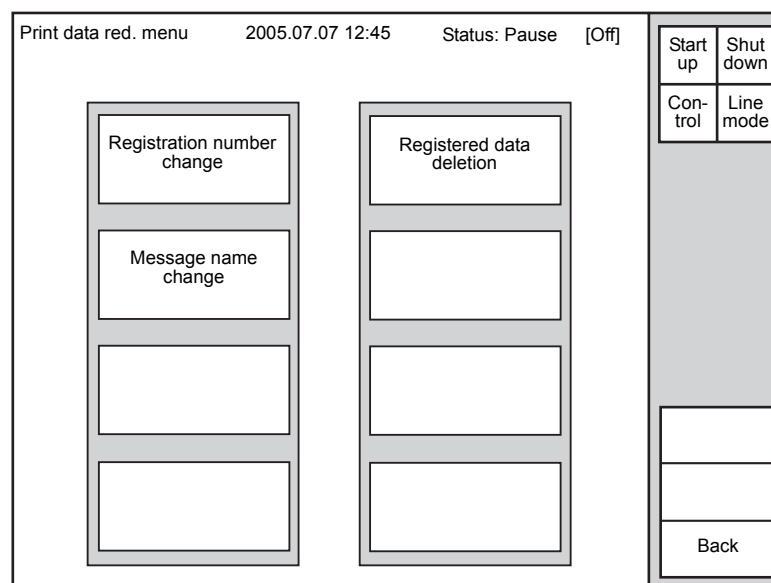 Print data red. menu 2005.07.07 12:45 Status: Pause [Off]
Start
up
Shut
down
Con-
trol
Line
mode
Registration number
change
Registered data
deletion
Message name
change
Back